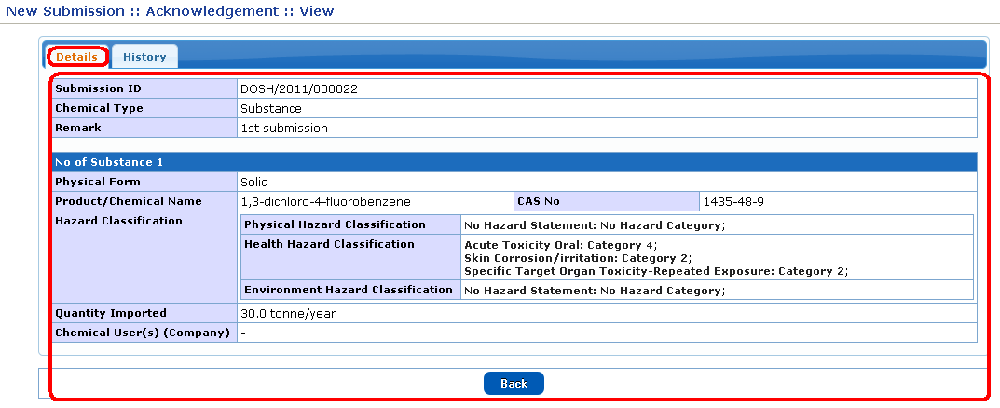 New Submission :: Acknowledgement :: View
Details History
Submission ID DOSH/2011/000022
Chemical Type Substance
Remark 1st submission
No of Substance 1
Physical Form Solid
Product/Chemical Name 1,3-dichloro-4-fluorobenzene CAS No 1435-48-9
Hazard Classification Physical Hazard Classification No Hazard Statement: No Hazard Category;
Health Hazard Classification Acute Toxicity Oral: Category 4;
Skin Corrosion/irritation: Category 2;
Specific Target Organ Toxicity-Repeated Exposure: Category 2;
Environment Hazard Classification No Hazard Statement: No Hazard Category;
Quantity Imported 30.0 tonne/year
Chemical User(s) (Company) -
Back